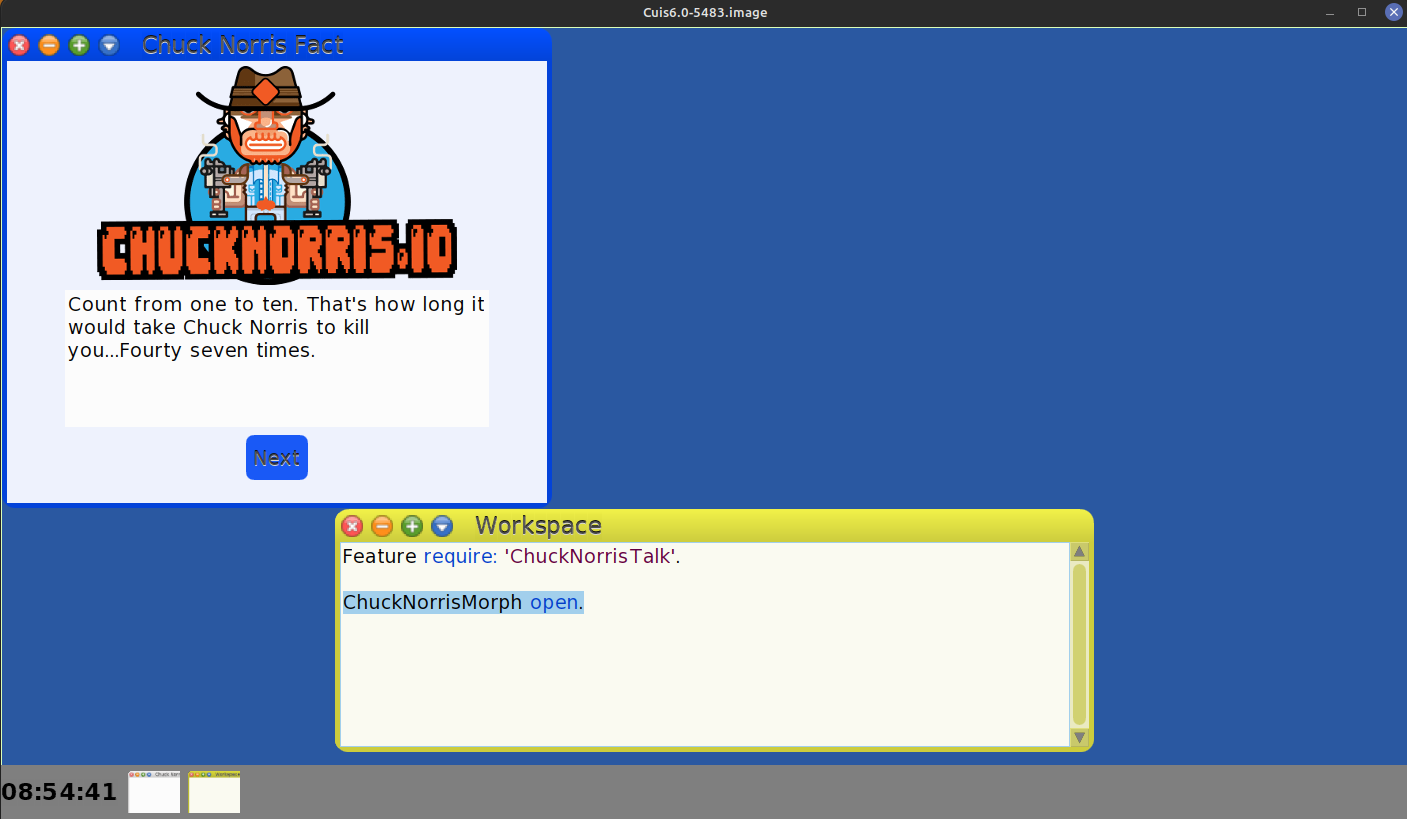 Cuis6.0-5483.image
Chuck Norris Fact
CHUCKNORRIS.IO
Count from one to ten. That's how long it
would take Chuck Norris to kill
you...Fourty seven times.
Next
Workspace
Feature require: 'ChuckNorrisTalk'.
ChuckNorrisMorph open.
08:54:41
Workspace